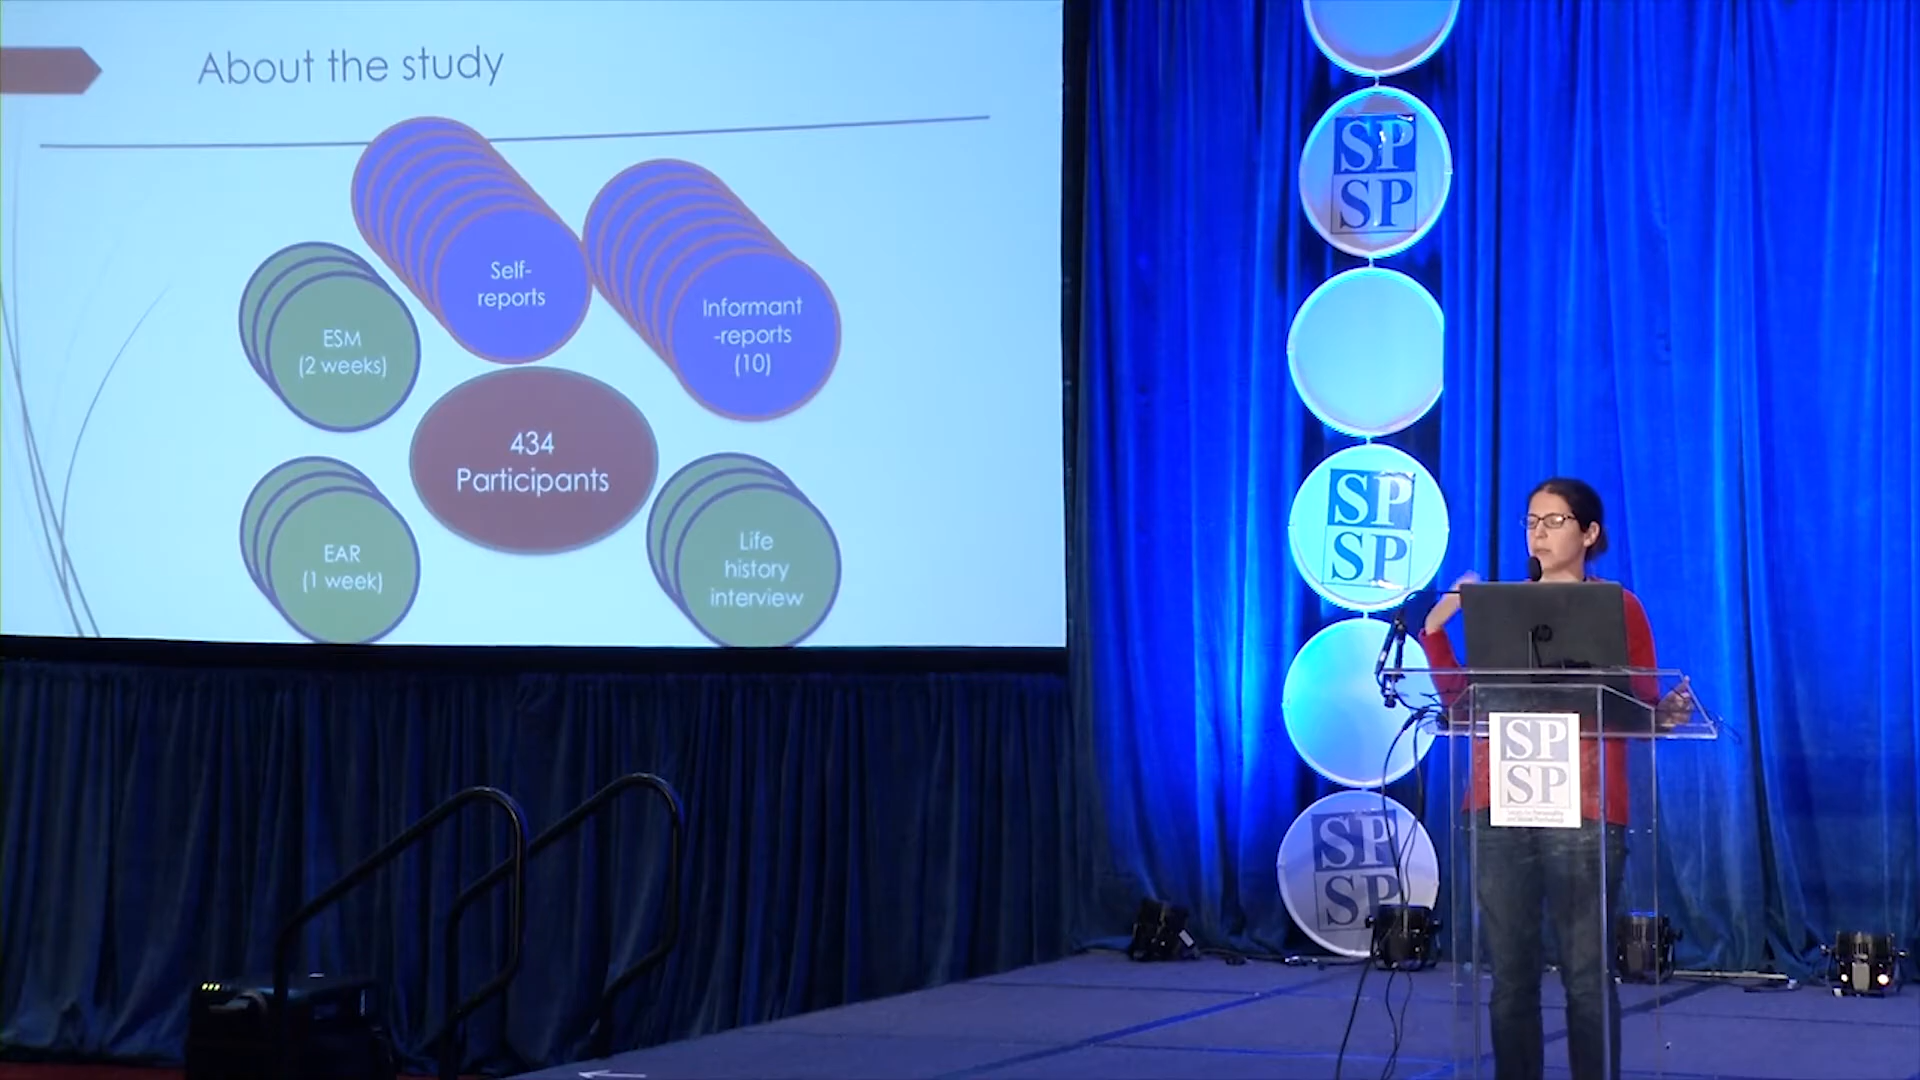 About the study
Self-
reports
Informant
-reports
(10)
ESM
(2 weeks)
434
Participants
EAR
(1 week)
Life
history
interview
SP
SP
SP
SP
SP
SP
SP
SP